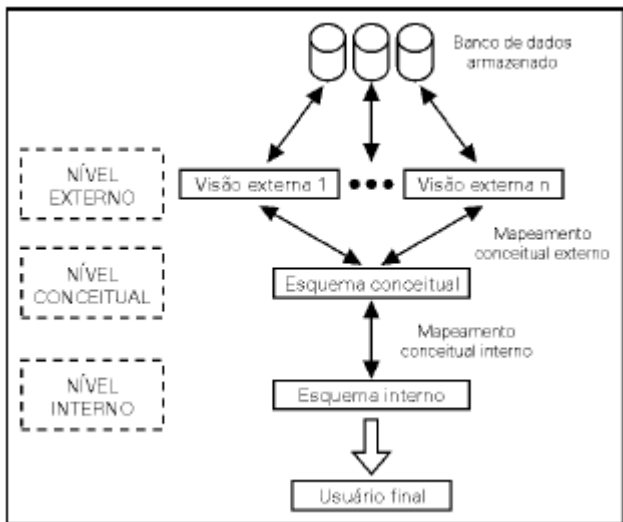 Banco de dados
armazenado
NÍVEL
EXTERNO
Visão externa 1
Visão externa n
Mapeamento
conceitual externo
NÍVEL
CONCEITUAL
Esquema conceitual
Mapeamento
conceitual interno
NÍVEL
INTERNO
Esquema interno
Usuário final